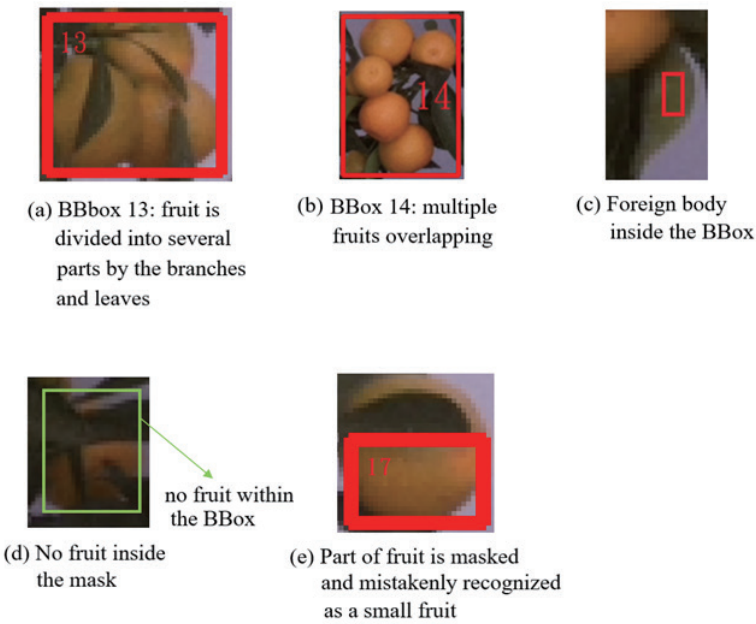 13
14
(a) BBbox 13: fruit is
divided into several
parts by the branches
and leaves
(b) BBox 14: multiple
fruits overlapping
(c) Foreign body
inside the BBox
no fruit within
the BBox
(d) No fruit inside
the mask
17
(e) Part of fruit is masked
and mistakenly recognized
as a small fruit